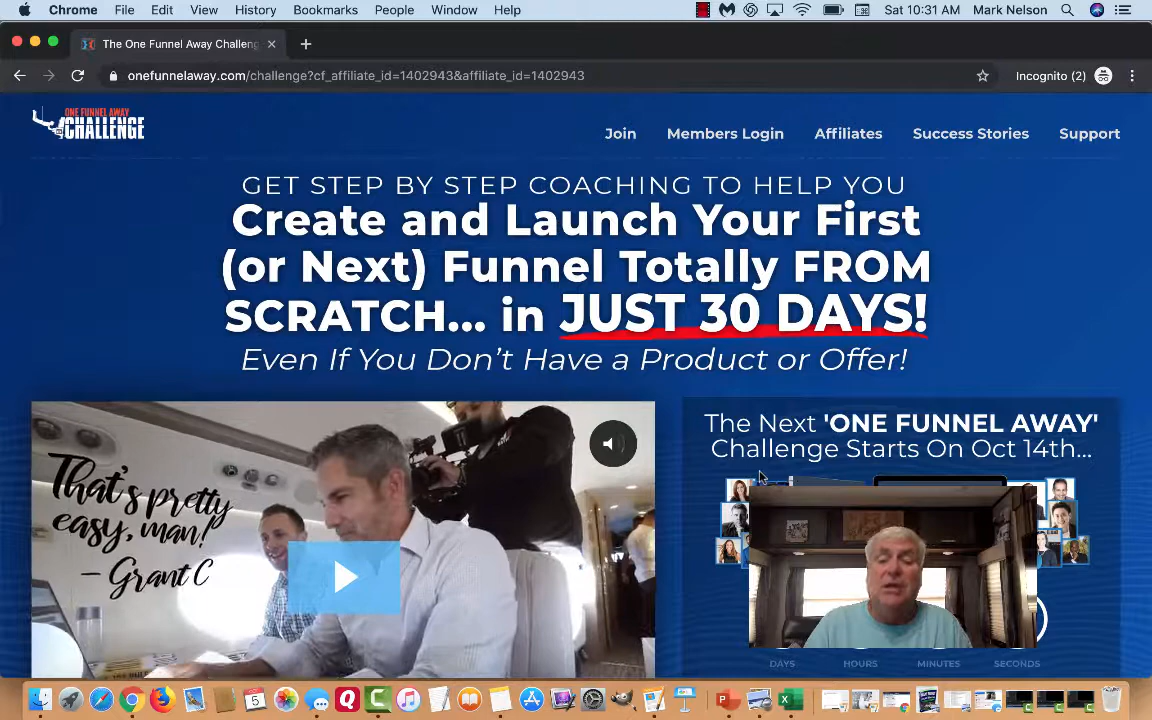 Chrome File Edit View History Bookmarks People Window Help Sat 10:31 AM Mark Nelson
The One Funnel Away Challeng
onefunnelaway.com/challenge?cf_affiliate_id=1402943&affiliate_id=1402943 Incognito (2)
ONE FUNNEL AWAY
CHALLENGE
Join Members Login Affiliates Success Stories Support
GET STEP BY STEP COACHING TO HELP YOU
Create and Launch Your First
(or Next) Funnel Totally FROM
SCRATCH... in JUST 30 DAYS!
Even If You Don't Have a Product or Offer!
That's pretty
easy, man!
- Grant C
The Next 'ONE FUNNEL AWAY'
Challenge Starts On Oct 14th...
DAYS HOURS MINUTES SECONDS
5